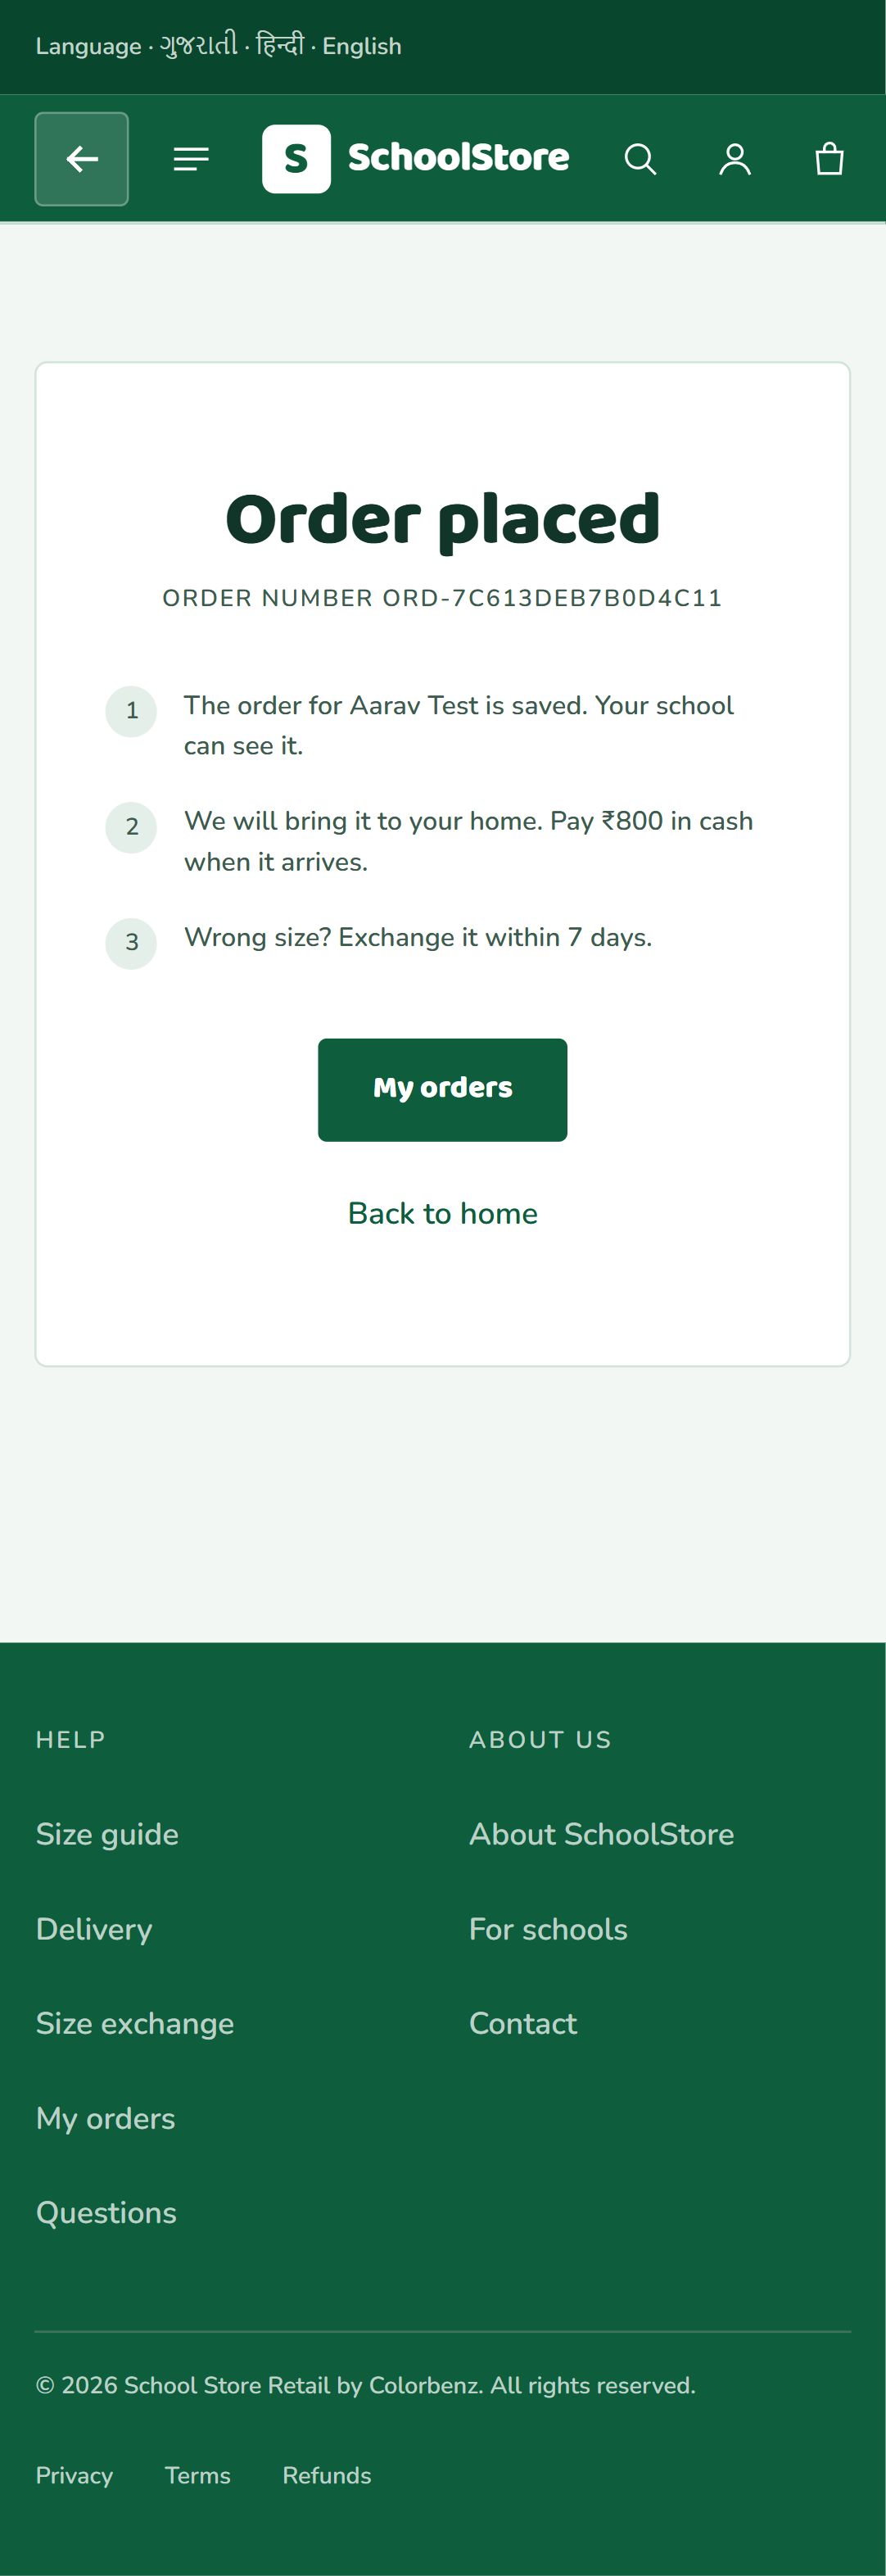 Language · ગુજરાતી · हिन्दी · English
S SchoolStore
Order placed
ORDER NUMBER ORD-7C613DEB7B0D4C11
1 The order for Aarav Test is saved. Your school
can see it.
2 We will bring it to your home. Pay ₹800 in cash
when it arrives.
3 Wrong size? Exchange it within 7 days.
My orders
Back to home
HELP
Size guide
Delivery
Size exchange
My orders
Questions
ABOUT US
About SchoolStore
For schools
Contact
© 2026 School Store Retail by Colorbenz. All rights reserved.
Privacy Terms Refunds